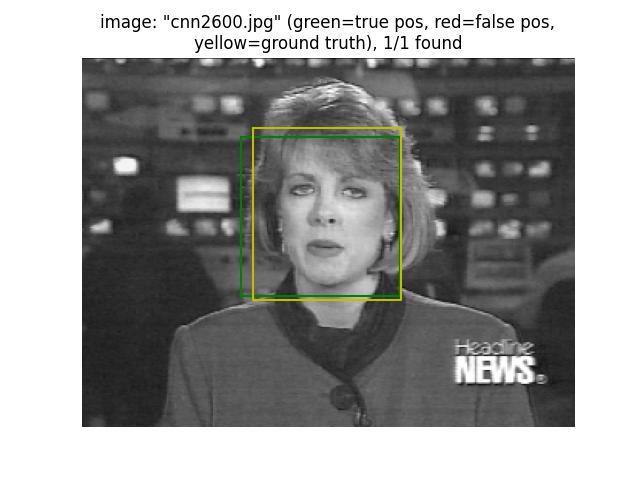 image: "cnn2600.jpg" (green=true pos, red=false pos,
yellow=ground truth), 1/1 found
Headline
NEWS